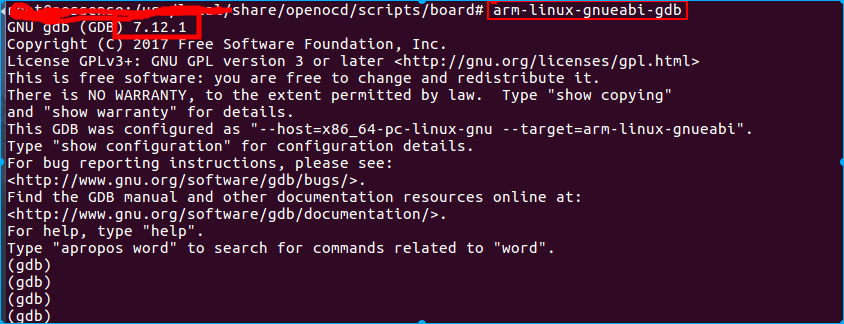 /local/share/openocd/scripts/board# arm-linux-gnueabi-gdb
GNU gdb (GDB) 7.12.1
Copyright (C) 2017 Free Software Foundation, Inc.
License GPLv3+: GNU GPL version 3 or later <http://gnu.org/licenses/gpl.html>
This is free software: you are free to change and redistribute it.
There is NO WARRANTY, to the extent permitted by law.  Type "show copying"
and "show warranty" for details.
This GDB was configured as "--host=x86_64-pc-linux-gnu --target=arm-linux-gnueabi".
Type "show configuration" for configuration details.
For bug reporting instructions, please see:
<http://www.gnu.org/software/gdb/bugs/>.
Find the GDB manual and other documentation resources online at:
<http://www.gnu.org/software/gdb/documentation/>.
For help, type "help".
Type "apropos word" to search for commands related to "word".
(gdb)
(gdb)
(gdb)
(gdb)